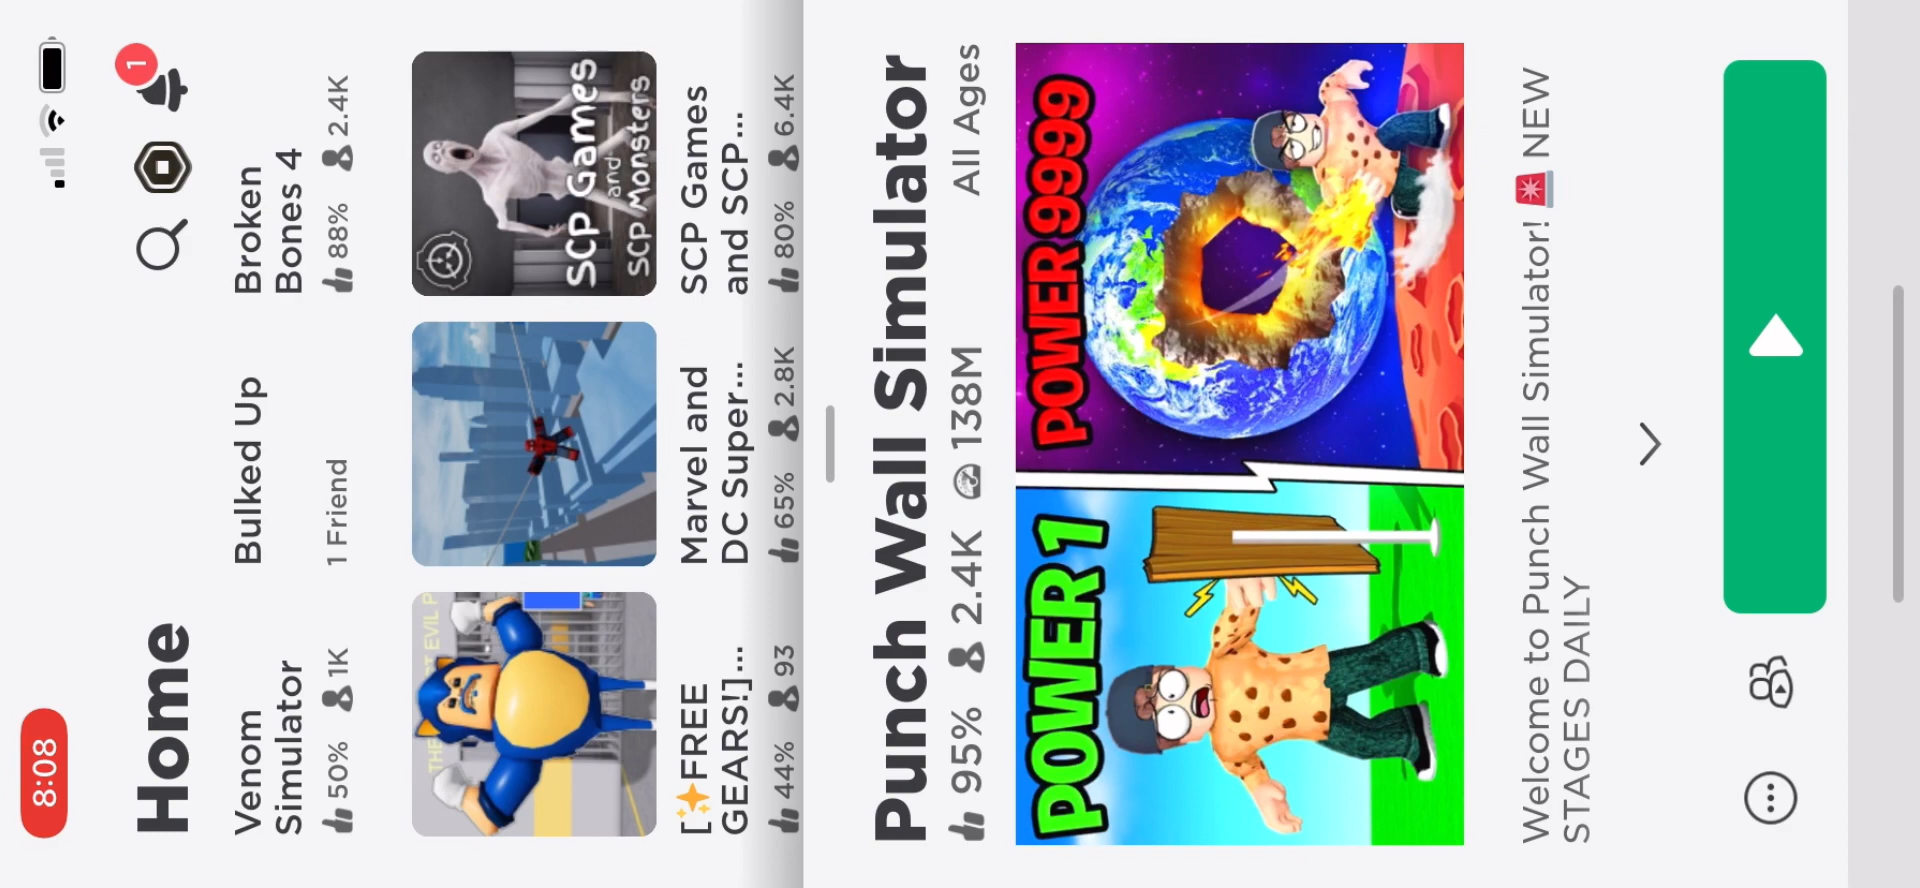 8:08
Home
1
Venom
Simulator
50% 1K
Bulked Up
1 Friend
Broken
Bones 4
88% 2.4K
SCP Games
and
SCP Monsters
[✨FREE
GEARS!]...
44% 93
Marvel and
DC Super...
65% 2.8K
SCP Games
and SCP...
80% 6.4K
Punch Wall Simulator
95% 2.4K 138M All Ages
POWER 1
POWER 9999
Welcome to Punch Wall Simulator! 🚨 NEW
STAGES DAILY